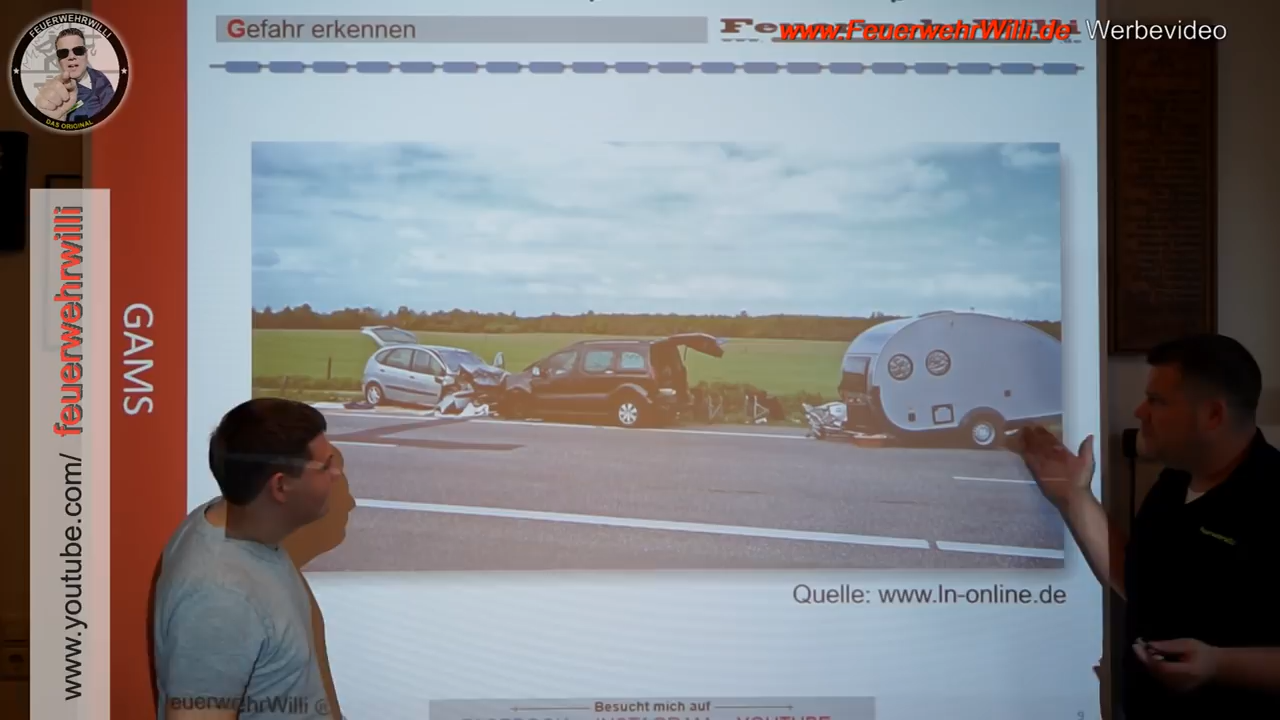 FEUERWEHRWILLI
DAS ORIGINAL
Gefahr erkennen
www.FeuerwehrWilli.de Werbevideo
GAMS
www.youtube.com/ feuerwehrwilli
Quelle: www.ln-online.de
feuerwehrWilli ®
Besucht mich auf